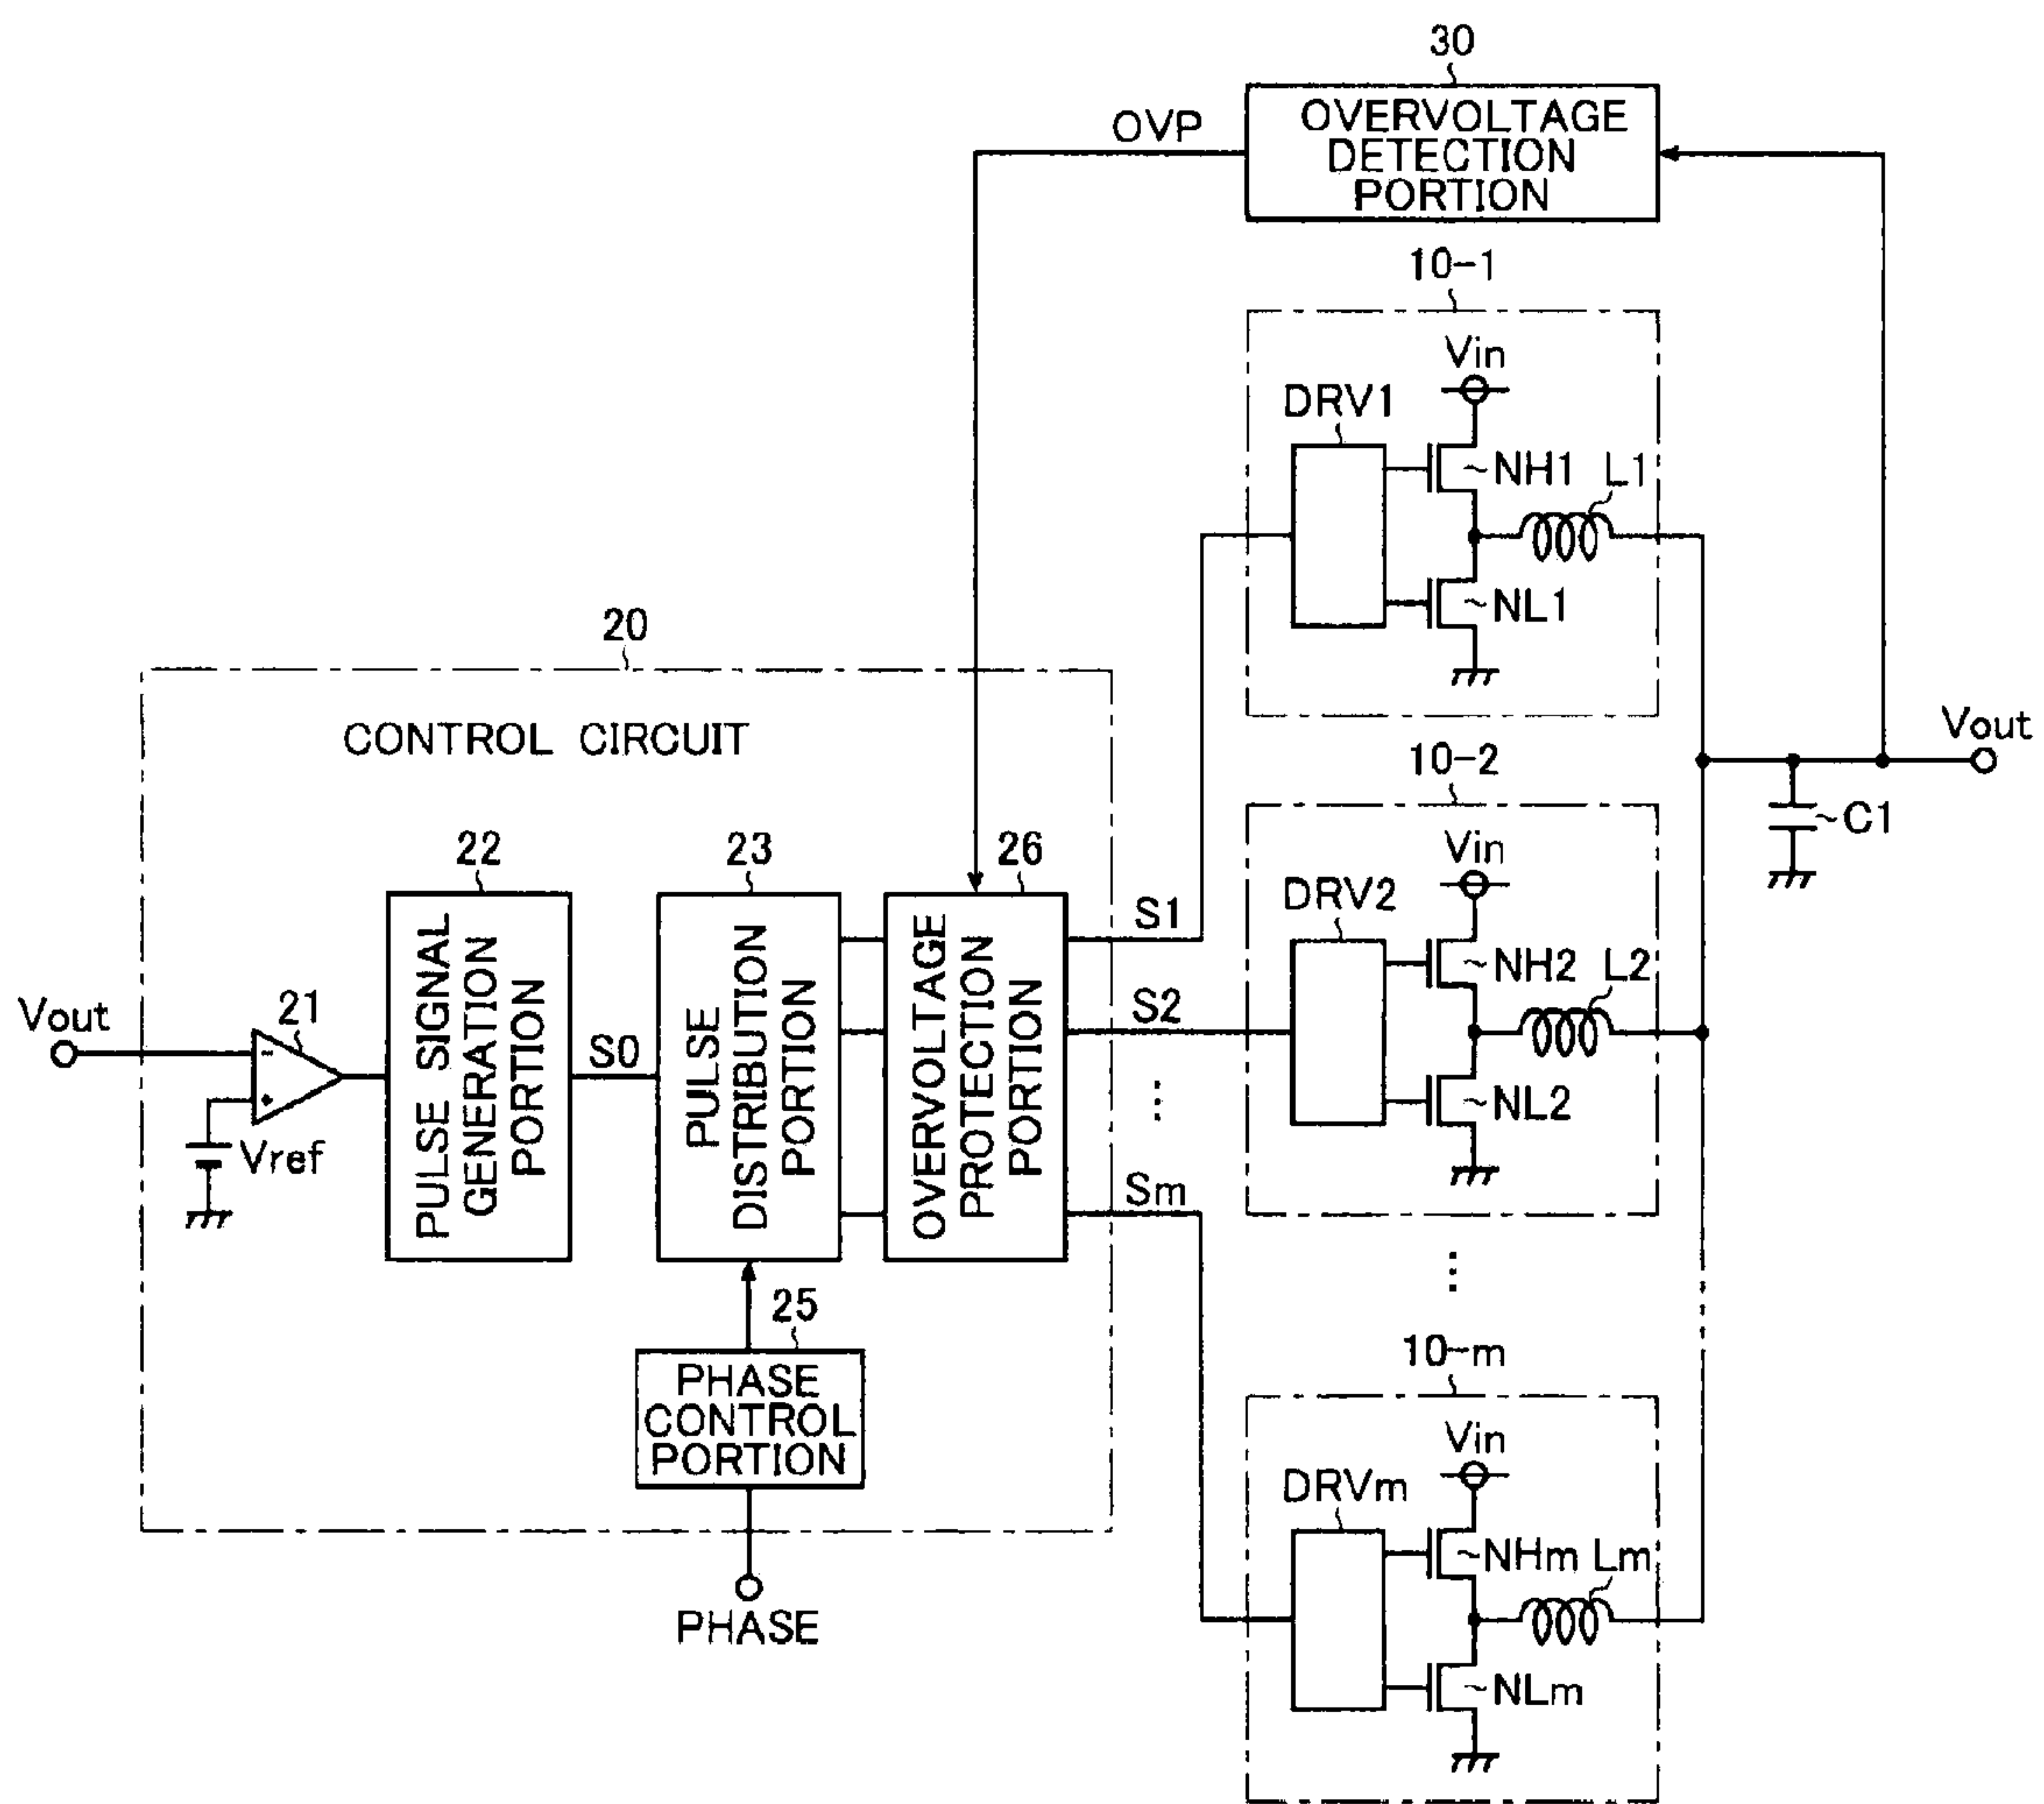 30
OVERVOLTAGE
DETECTION
PORTION
OVP
10-1
Vin
DRV1
NH1
L1
NL1
20
CONTROL CIRCUIT
Vout
10-2
C1
Vin
DRV2
NH2
L2
NL2
22
23
26
S1
S2
⋮
Sm
Vout
21
-
+
Vref
PULSE SIGNAL
GENERATION
PORTION
S0
PULSE
DISTRIBUTION
PORTION
OVERVOLTAGE
PROTECTION
PORTION
25
PHASE
CONTROL
PORTION
PHASE
⋮
10-m
Vin
DRVm
NHm
Lm
NLm